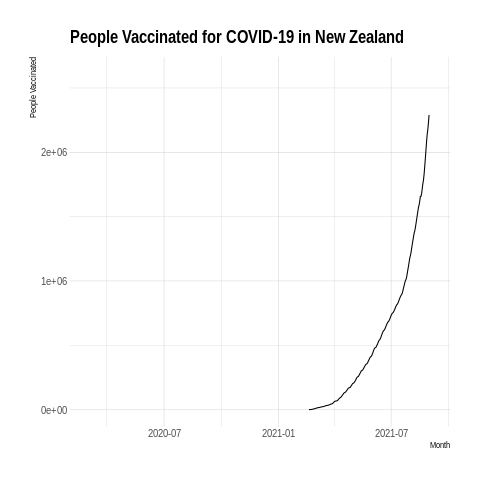 People Vaccinated for COVID-19 in New Zealand
People Vaccinated
2e+06
1e+06
0e+00
2020-07
2021-01
2021-07
Month